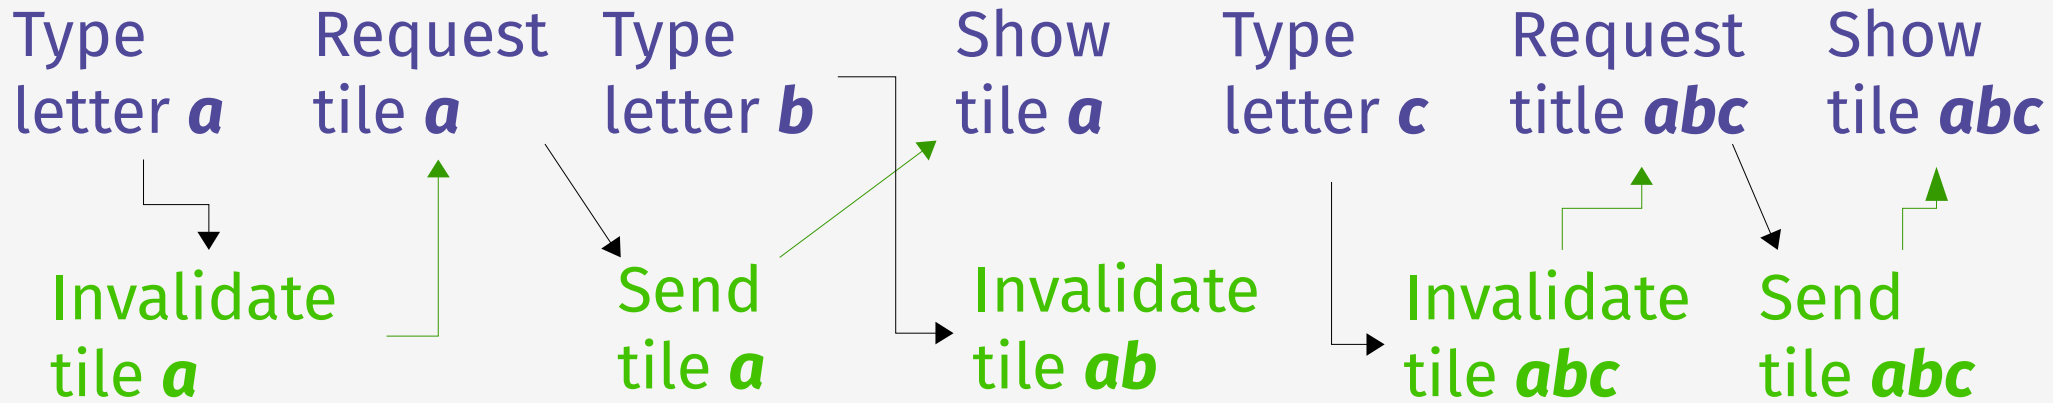 Type
letter a
Request
tile a
Type
letter b
Show
tile a
Type
letter c
Request
title abc
Show
tile abc
Invalidate
tile a
Send
tile a
Invalidate
tile ab
Invalidate
tile abc
Send
tile abc